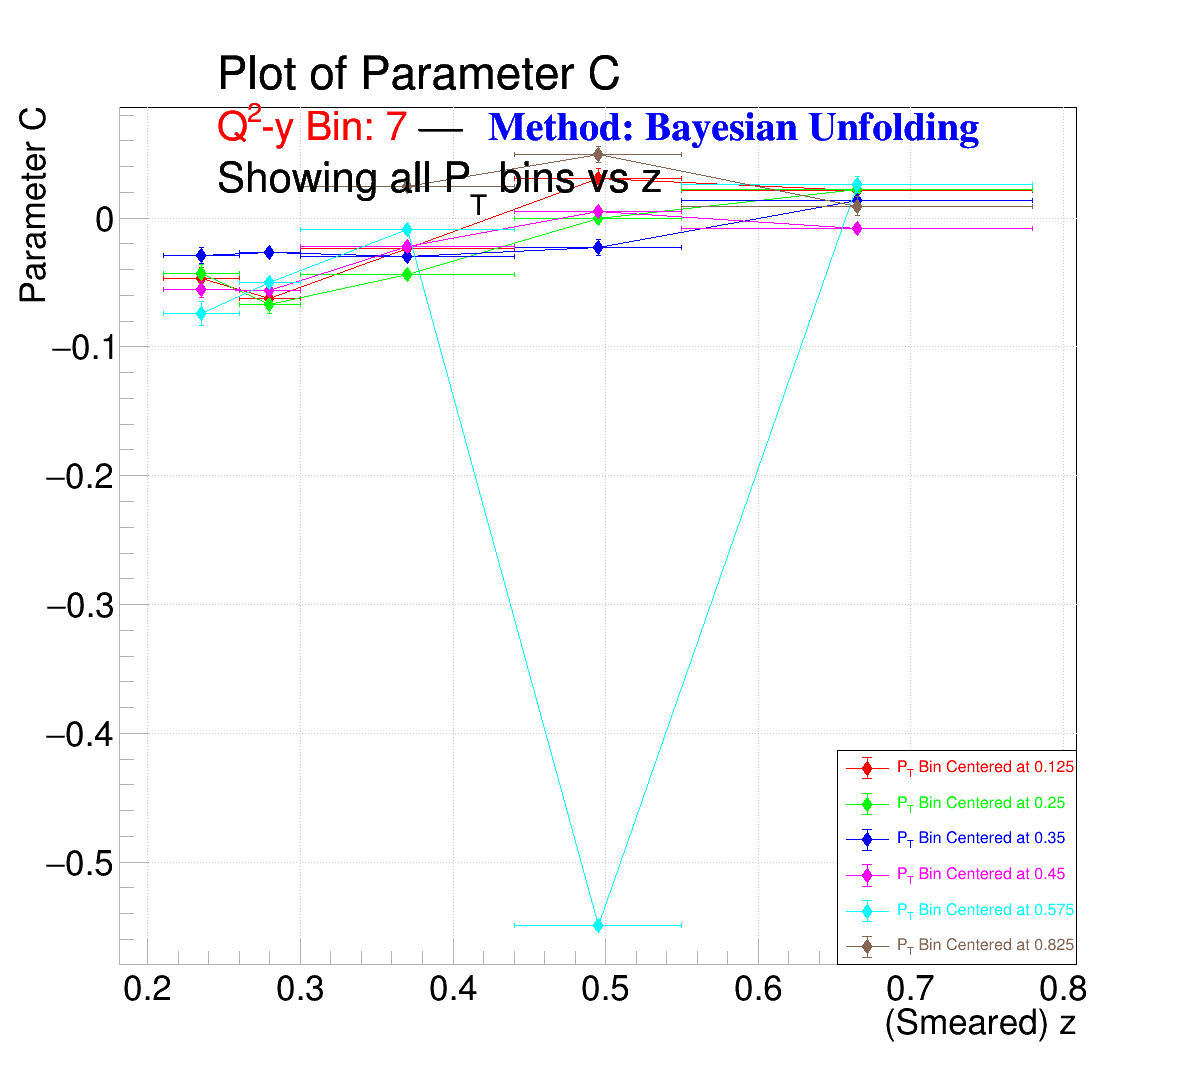 Plot of Parameter C
Q²-y Bin: 7 — Method: Bayesian Unfolding
Showing all P_T bins vs z
Parameter C
0
−0.1
−0.2
−0.3
−0.4
−0.5
P_T Bin Centered at 0.125
P_T Bin Centered at 0.25
P_T Bin Centered at 0.35
P_T Bin Centered at 0.45
P_T Bin Centered at 0.575
P_T Bin Centered at 0.825
0.2 0.3 0.4 0.5 0.6 0.7 0.8
(Smeared) z